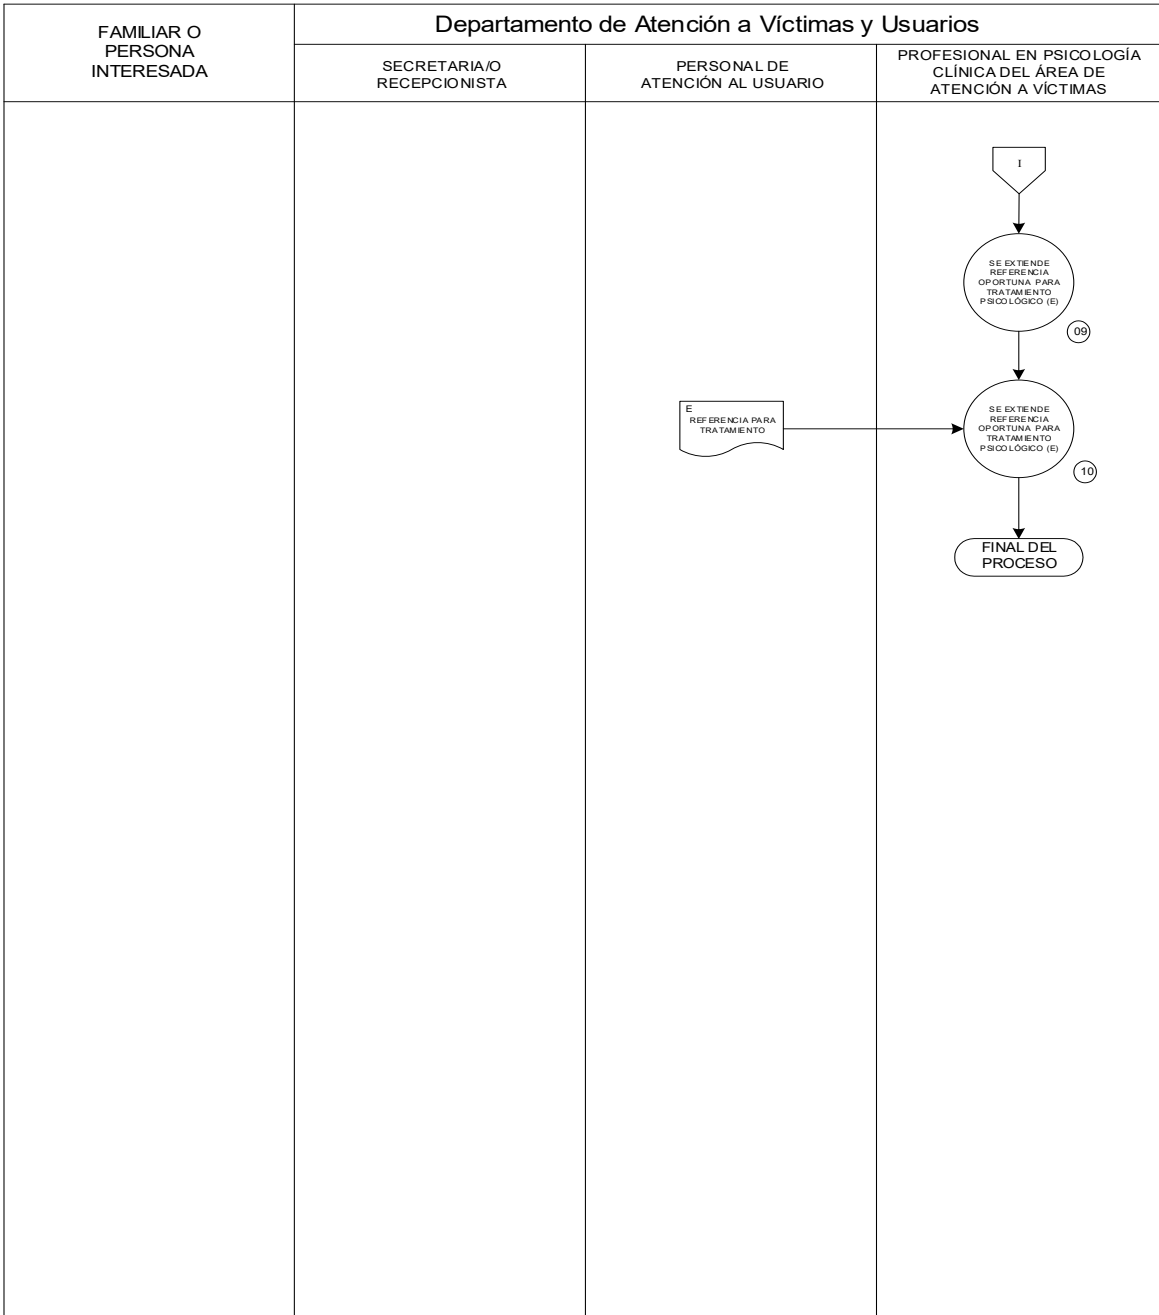 FAMILIAR O
PERSONA
INTERESADA
Departamento de Atención a Víctimas y Usuarios
SECRETARIA/O
RECEPCIONISTA
PERSONAL DE
ATENCIÓN AL USUARIO
PROFESIONAL EN PSICOLOGÍA
CLÍNICA DEL ÁREA DE
ATENCIÓN A VÍCTIMAS
I
SE EXTIENDE
REFERENCIA
OPORTUNA PARA
TRATAMIENTO
PSICOLÓGICO (E)
09
E
REFERENCIA PARA
TRATAMIENTO
SE EXTIENDE
REFERENCIA
OPORTUNA PARA
TRATAMIENTO
PSICOLÓGICO (E)
10
FINAL DEL
PROCESO